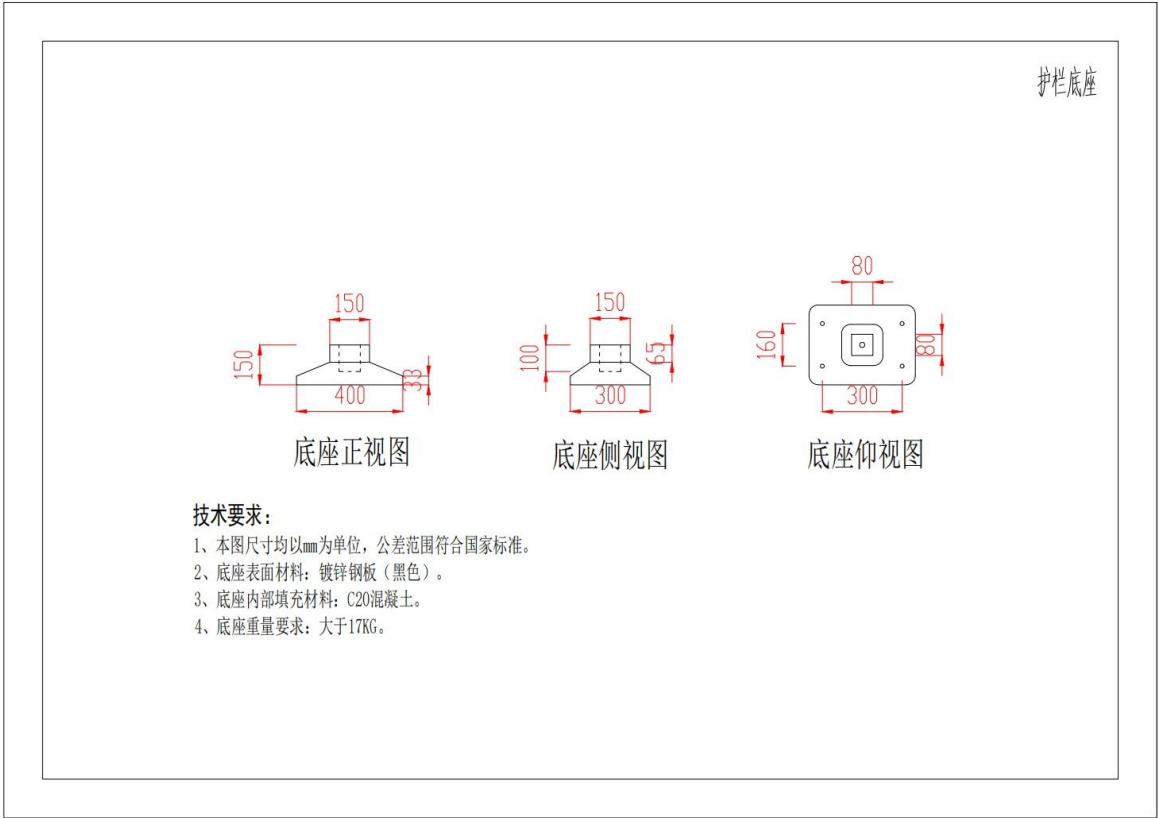 护栏底座
150
150
33
400
底座正视图
150
100
65
300
底座侧视图
80
160
80
300
底座仰视图
技术要求：
1、本图尺寸均以mm为单位，公差范围符合国家标准。
2、底座表面材料：镀锌钢板（黑色）。
3、底座内部填充材料：C20混凝土。
4、底座重量要求：大于17KG。